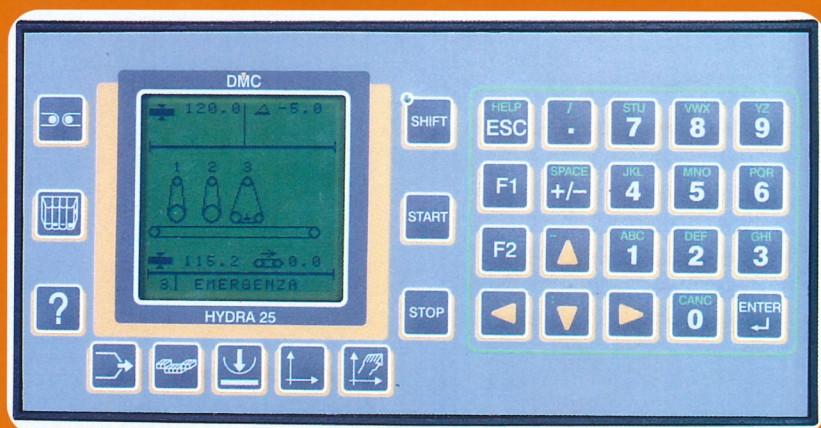 DMC
120.0 -5.0
1 2 3
115.2 0.0
3 EMERGENZA
HYDRA 25
?
SHIFT
START
STOP
HELP / STU VWX YZ
ESC . 7 8 9
SPACE JKL MNO PQR
F1 +/- 4 5 6
ABC DEF GHI
F2 1 2 3
CANC
0 ENTER